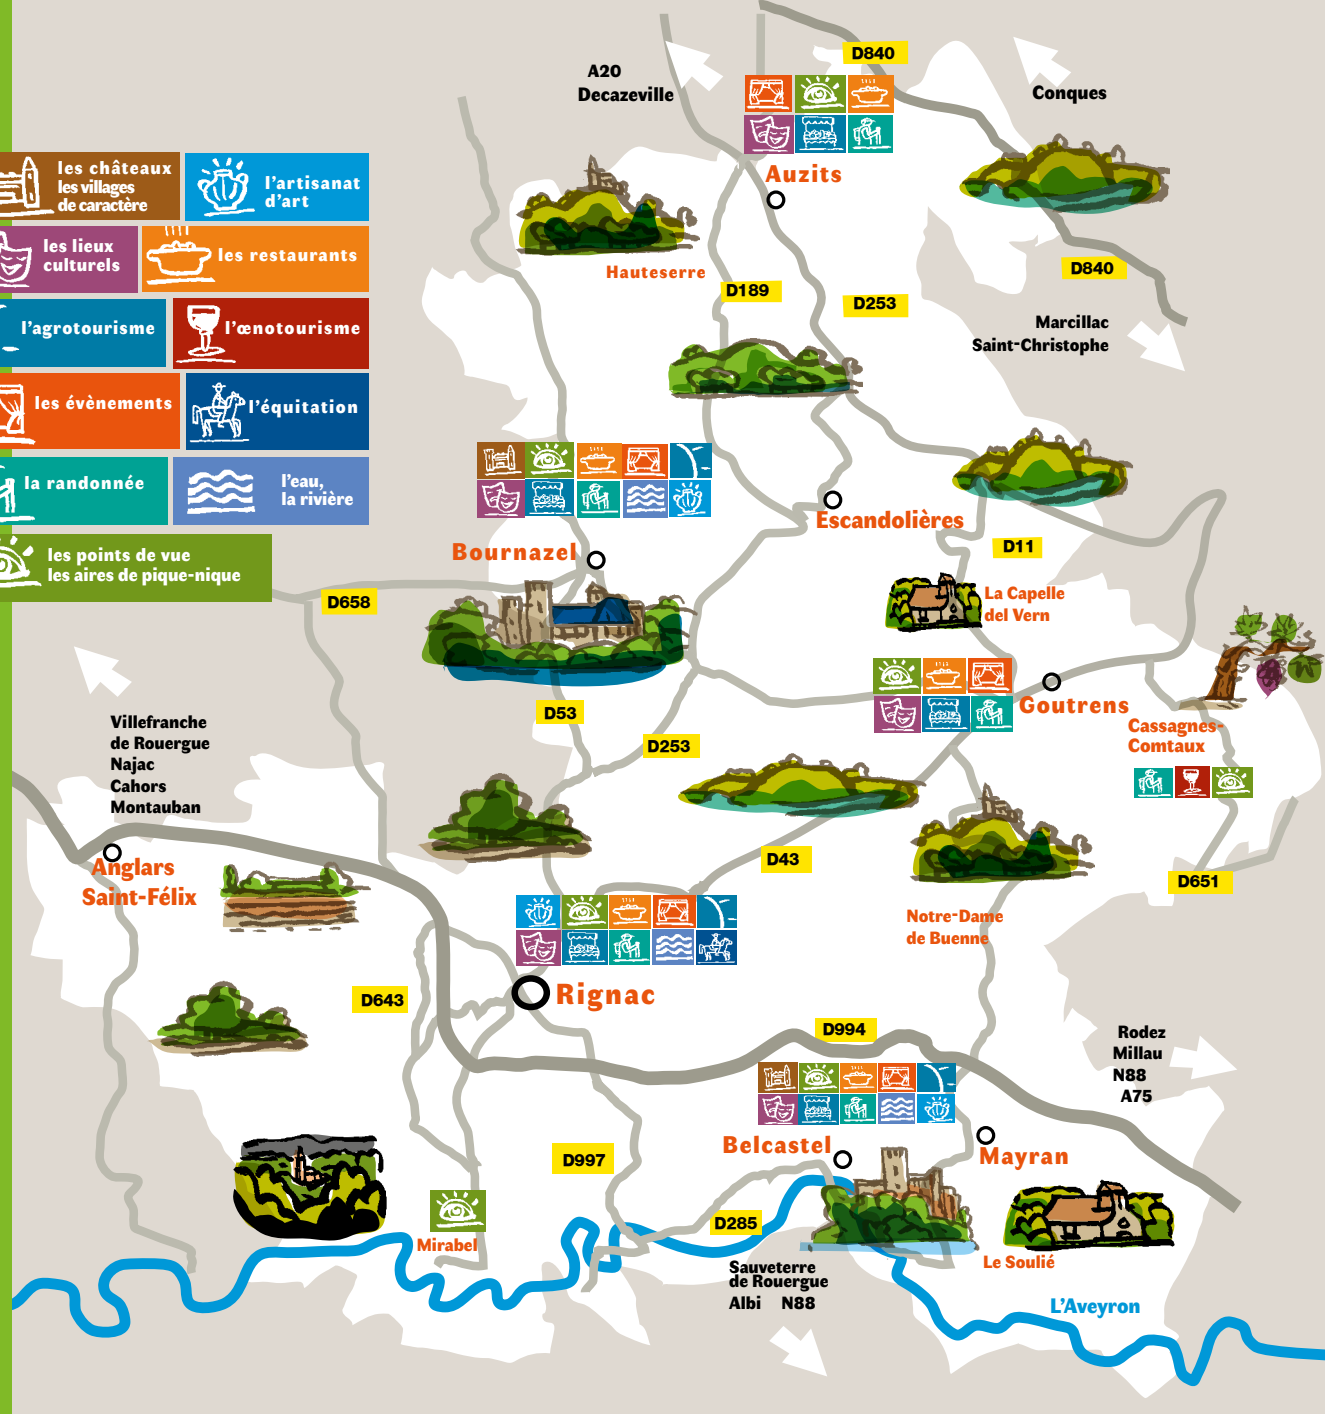 les châteaux
les villages
de caractère
l'artisanat
d'art
les lieux
culturels
les restaurants
l'agrotourisme
l'œnotourisme
les évènements
l'équitation
la randonnée
l'eau,
la rivière
les points de vue
les aires de pique-nique
A20
Decazeville
D840
Conques
Auzits
Hauteserre
D189
D253
D840
Marcillac
Saint-Christophe
Escandolières
Bournazel
D11
D658
La Capelle
del Vern
Goutrens
Cassagnes-
Comtaux
D53
D253
Villefranche
de Rouergue
Najac
Cahors
Montauban
Anglars
Saint-Félix
D43
D651
Notre-Dame
de Buenne
Rignac
D643
D994
Rodez
Millau
N88
A75
Belcastel
Mayran
D997
D285
Mirabel
Sauveterre
de Rouergue
Albi N88
Le Soulié
L'Aveyron